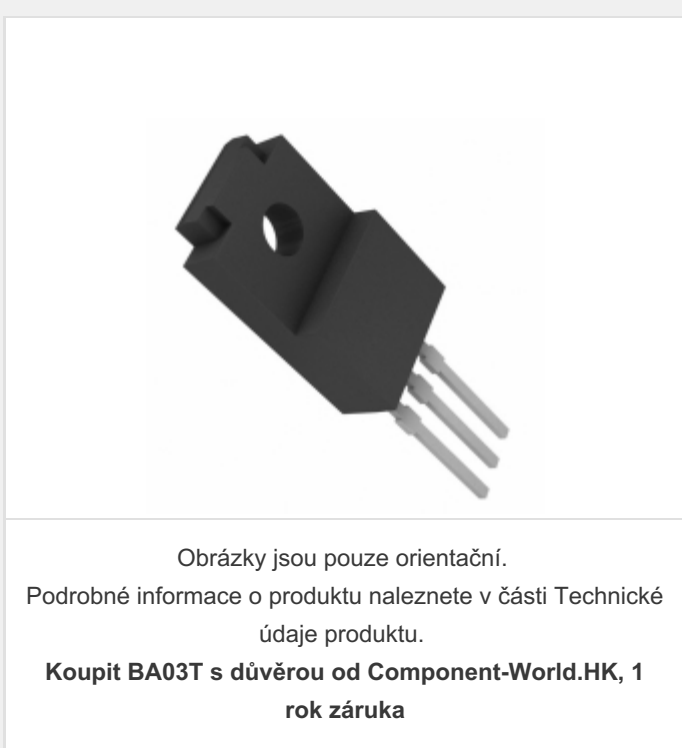 Obrázky jsou pouze orientační.
Podrobné informace o produktu naleznete v části Technické
údaje produktu.
Koupit BA03T s důvěrou od Component-World.HK, 1
rok záruka